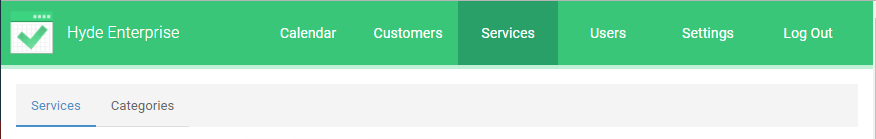 Hyde Enterprise Calendar Customers Services Users Settings Log Out
Services Categories